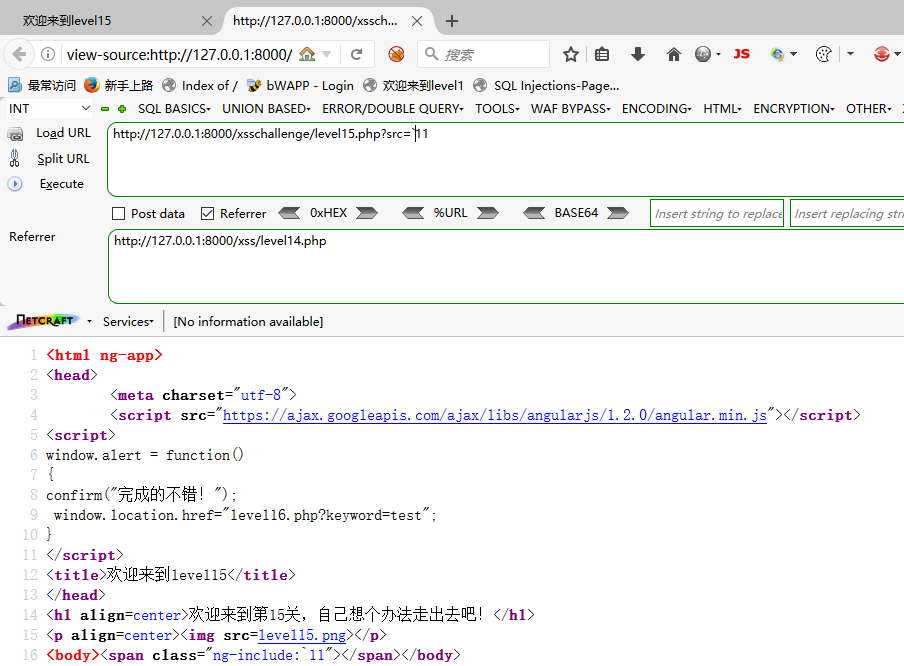 欢迎来到level15
http://127.0.0.1:8000/xssch...
view-source:http://127.0.0.1:8000/
搜索
JS
最常访问 新手上路 Index of / bWAPP - Login 欢迎来到level1 SQL Injections-Page...
INT SQL BASICS UNION BASED ERROR/DOUBLE QUERY TOOLS WAF BYPASS ENCODING HTML ENCRYPTION OTHER
Load URL
http://127.0.0.1:8000/xsschallenge/level15.php?src=`11
Split URL
Execute
Post data Referrer 0xHEX %URL BASE64 Insert string to replace Insert replacing str
Referrer
http://127.0.0.1:8000/xss/level14.php
NETCRAFT Services [No information available]
1 <html ng-app>
2 <head>
3 <meta charset="utf-8">
4 <script src="https://ajax.googleapis.com/ajax/libs/angularjs/1.2.0/angular.min.js"></script>
5 <script>
6 window.alert = function()
7 {
8 confirm("完成的不错！");
9 window.location.href="level16.php?keyword=test";
10 }
11 </script>
12 <title>欢迎来到level15</title>
13 </head>
14 <h1 align=center>欢迎来到第15关，自己想个办法走出去吧！</h1>
15 <p align=center><img src=level15.png></p>
16 <body><span class="ng-include:`11"></span></body>